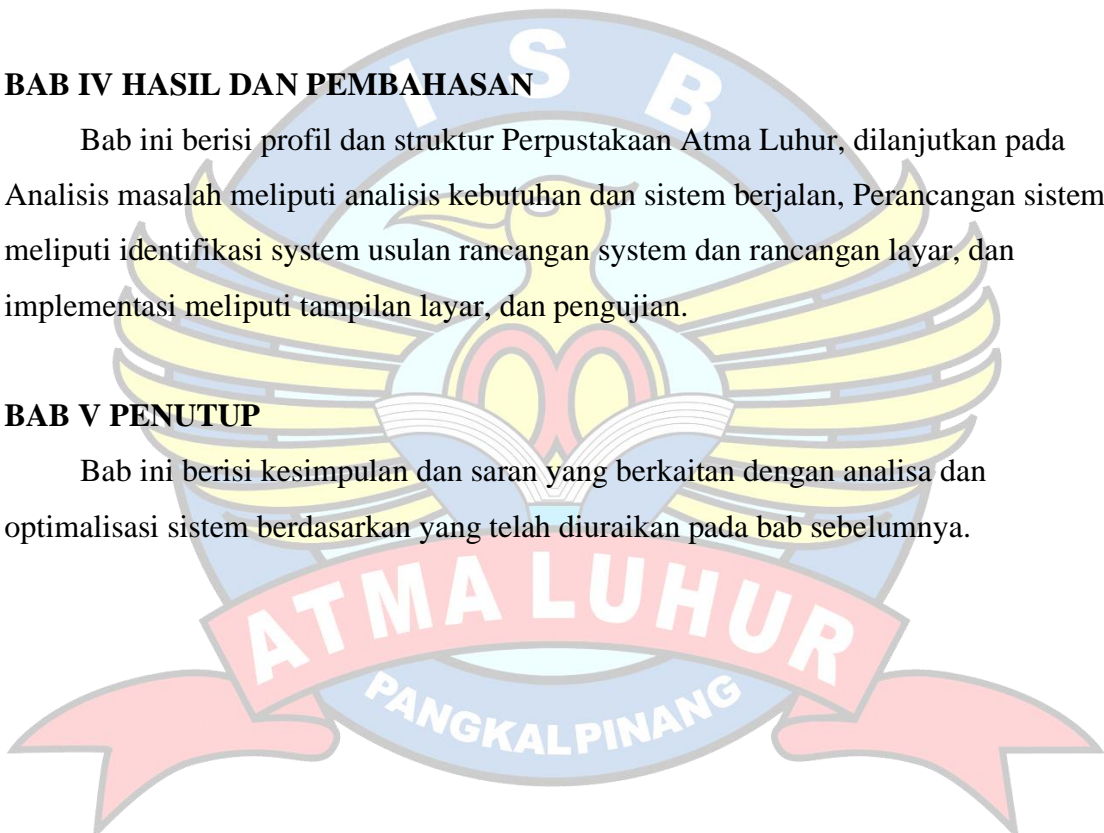 I S B
BAB IV HASIL DAN PEMBAHASAN
Bab ini berisi profil dan struktur Perpustakaan Atma Luhur, dilanjutkan pada
Analisis masalah meliputi analisis kebutuhan dan sistem berjalan, Perancangan sistem
meliputi identifikasi system usulan rancangan system dan rancangan layar, dan
implementasi meliputi tampilan layar, dan pengujian.
BAB V PENUTUP
Bab ini berisi kesimpulan dan saran yang berkaitan dengan analisa dan
optimalisasi sistem berdasarkan yang telah diuraikan pada bab sebelumnya.
ATMA LUHUR
PANGKALPINANG